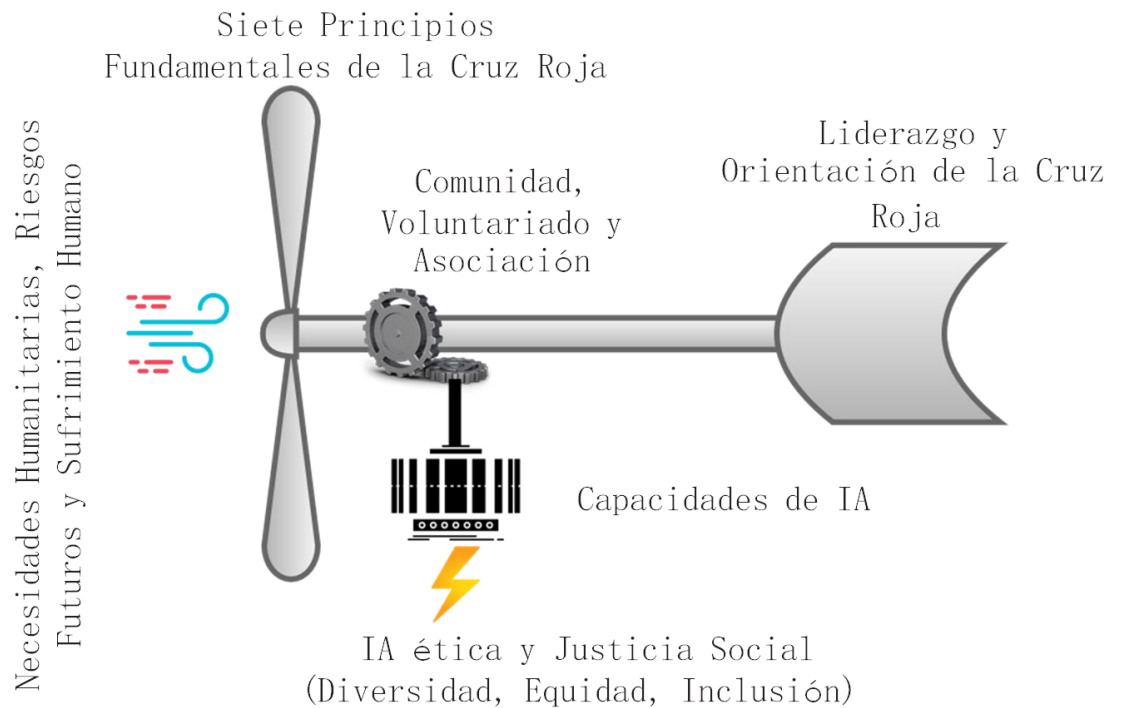 Siete Principios
Fundamentales de la Cruz Roja
Necesidades Humanitarias, Riesgos
Futuros y Sufrimiento Humano
Comunidad,
Voluntariado y
Asociación
Liderazgo y
Orientación de la Cruz
Roja
Capacidades de IA
IA ética y Justicia Social
(Diversidad, Equidad, Inclusión)